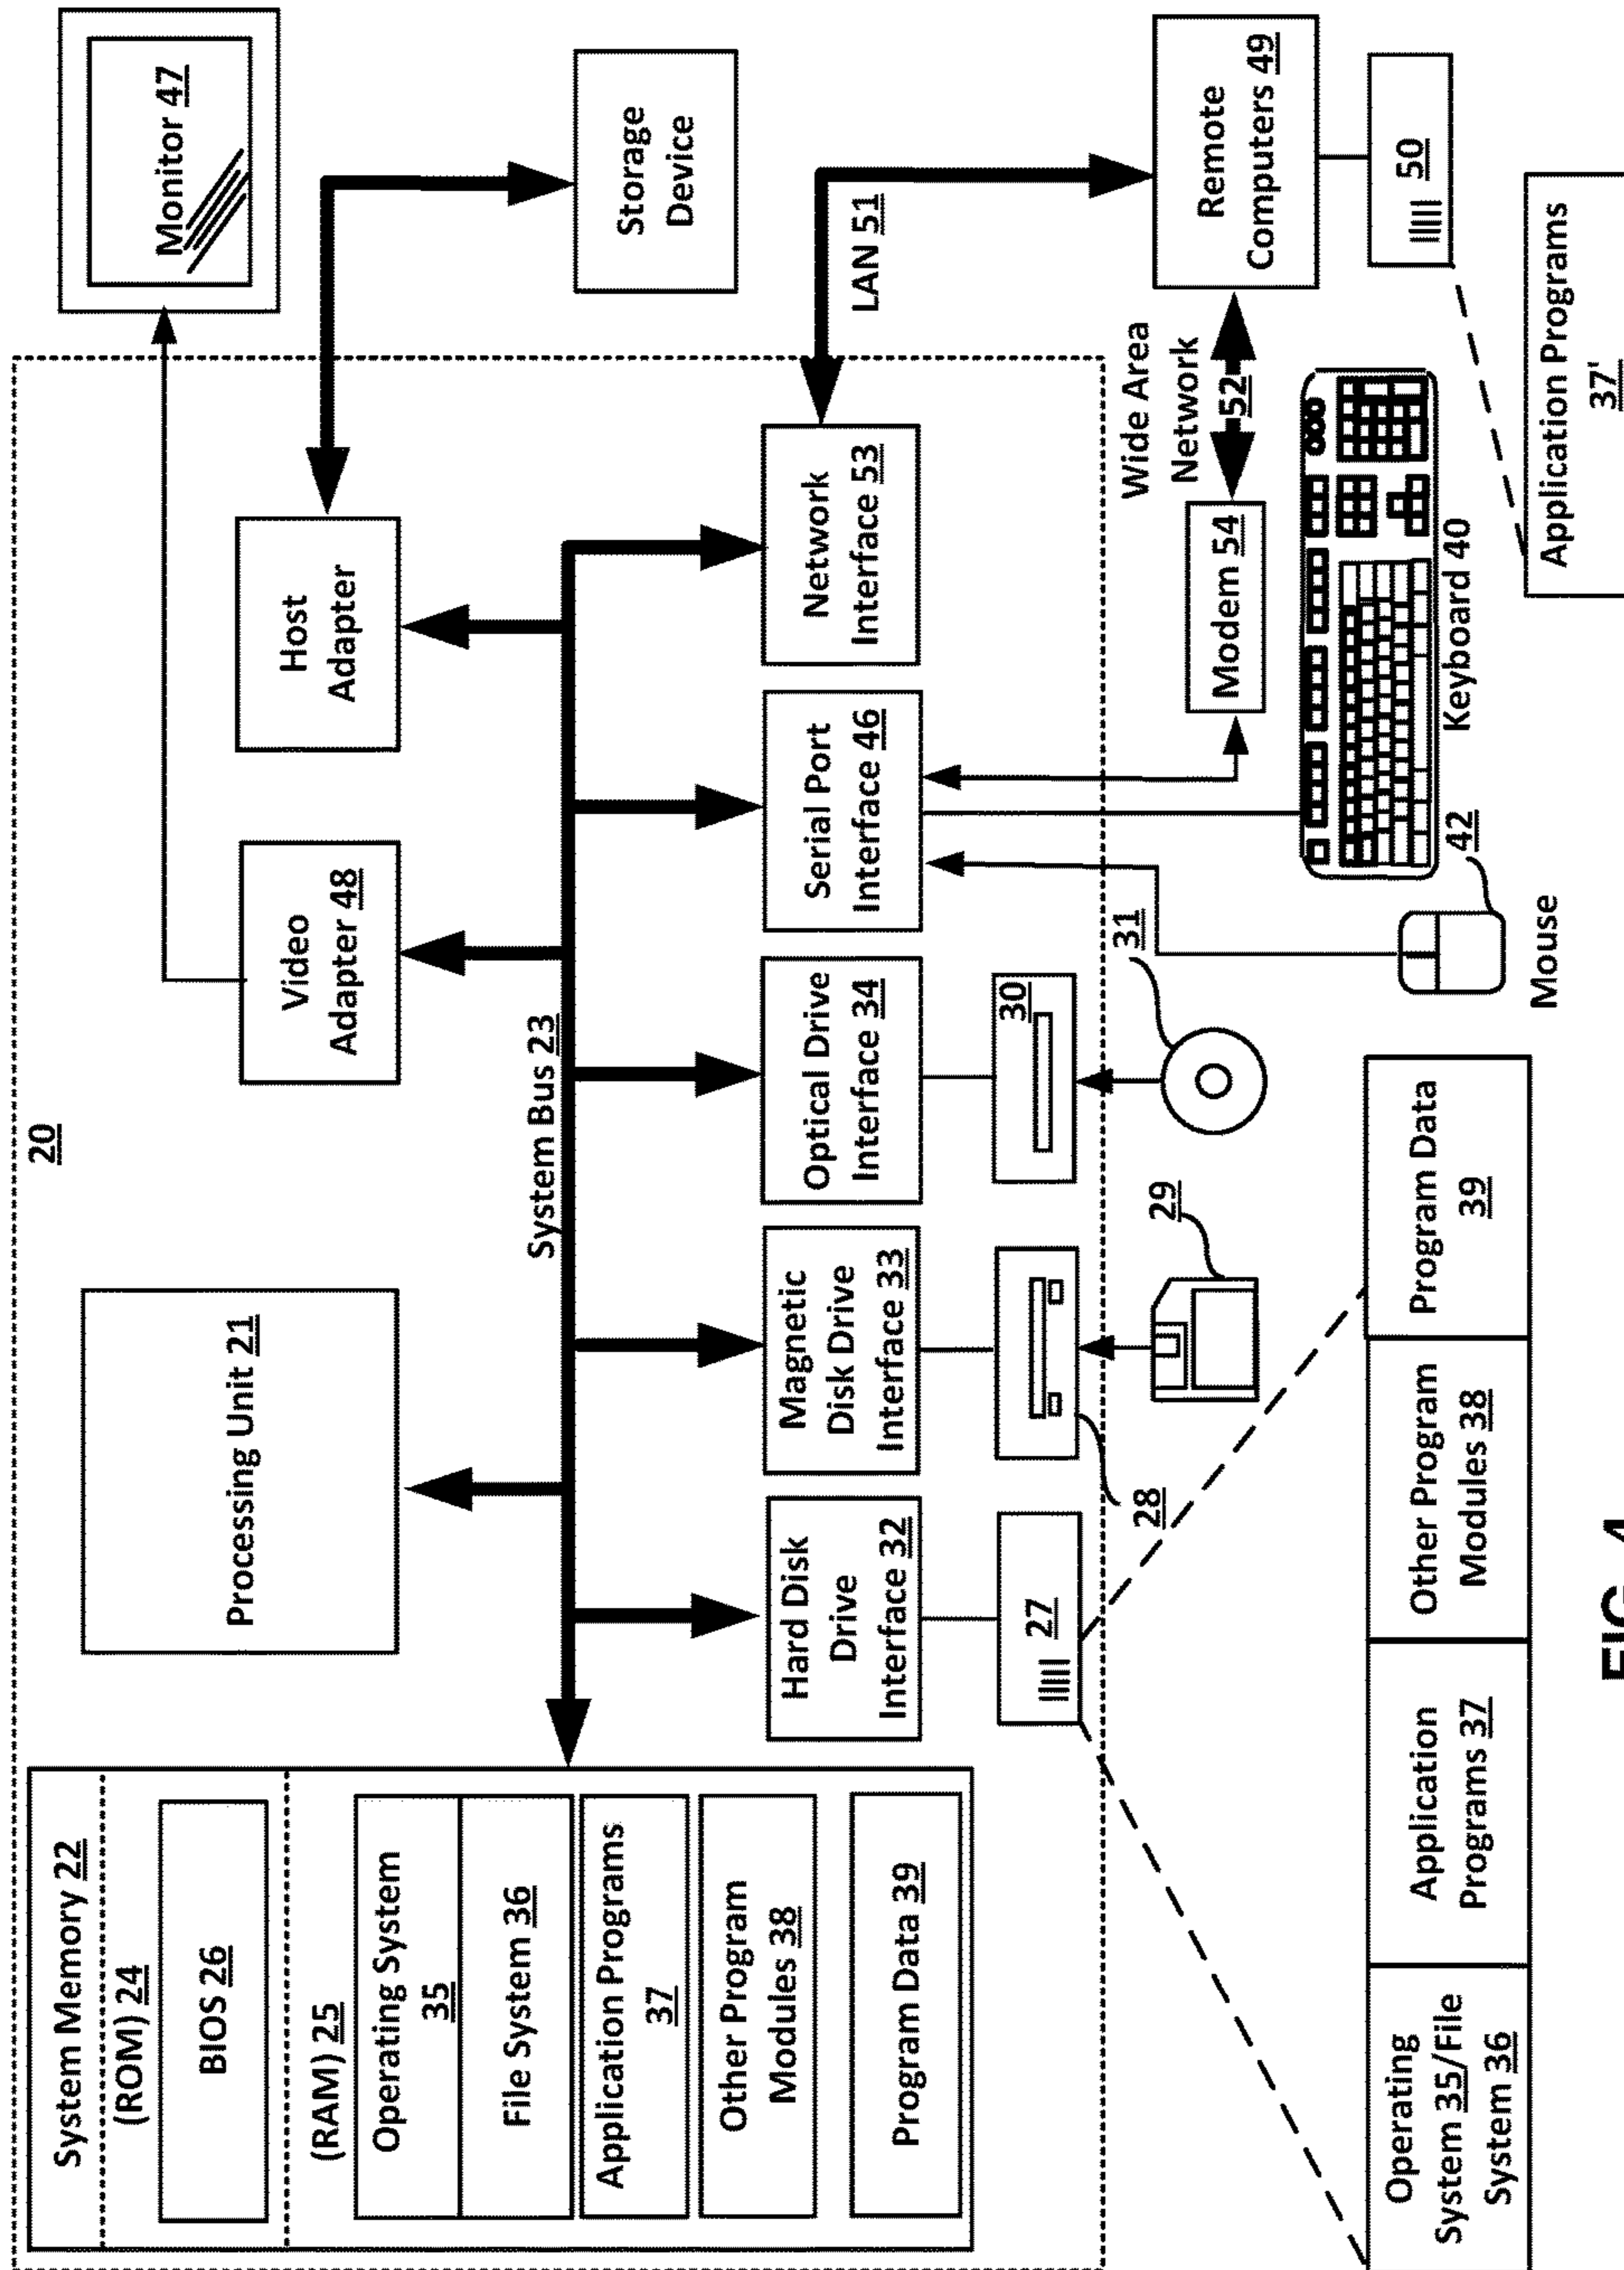 20
System Memory 22
(ROM) 24
BIOS 26
(RAM) 25
Operating System
35
File System 36
Application Programs
37
Other Program
Modules 38
Program Data 39
Processing Unit 21
Video
Adapter 48
Host
Adapter
Monitor 47
System Bus 23
Storage
Device
Hard Disk
Drive
Interface 32
Magnetic
Disk Drive
Interface 33
Optical Drive
Interface 34
Serial Port
Interface 46
Network
Interface 53
LAN 51
27
28
29
30
31
Wide Area
Network
52
Modem 54
Remote
Computers 49
50
Keyboard 40
42
Mouse
Operating
System 35/File
System 36
Application
Programs 37
Other Program
Modules 38
Program Data
39
Application Programs
37'
FIG. 4